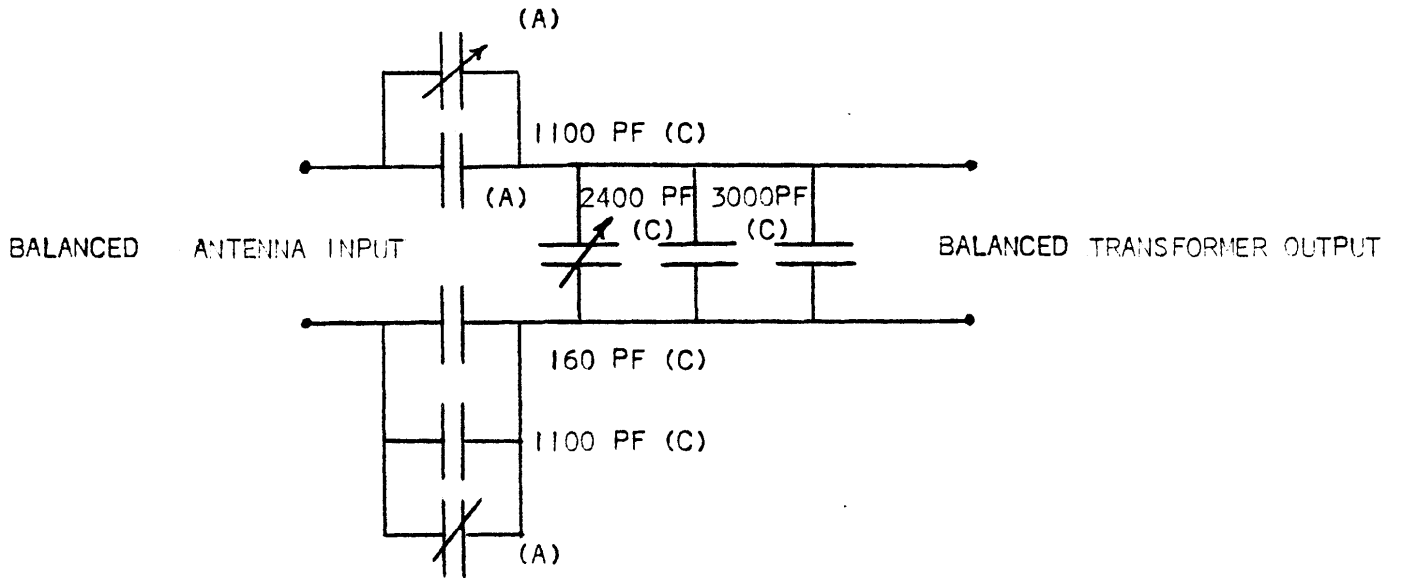 (A)
1100 PF (C)
(A)
2400 PF 3000PF
(C) (C)
BALANCED ANTENNA INPUT
BALANCED TRANSFORMER OUTPUT
160 PF (C)
1100 PF (C)
(A)